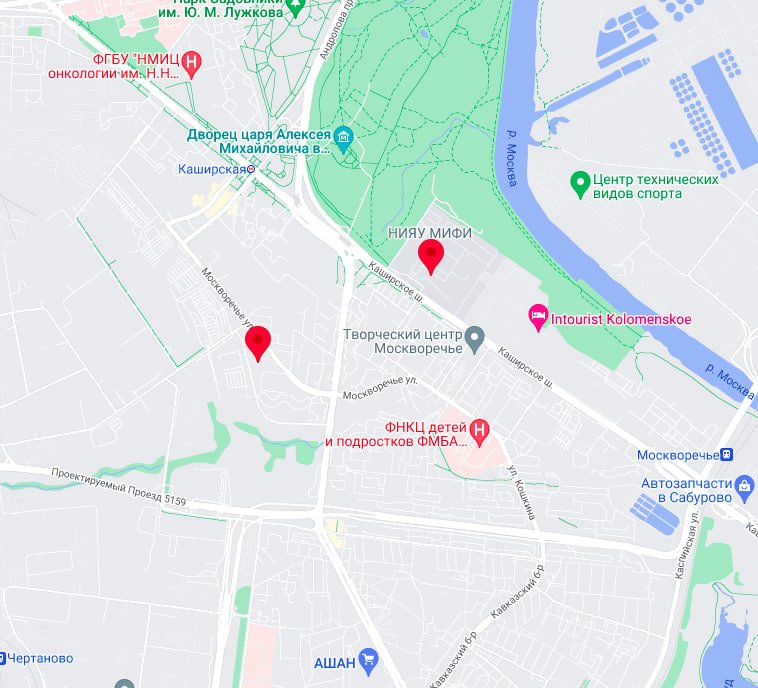 Парк Садовники
им. Ю. М. Лужкова
Андропова пр
ФГБУ "НМИЦ
онкологии им. Н.Н...
Дворец царя Алексея
Михайловича в...
р. Москва
Каширская
Центр технических
видов спорта
НИЯУ МИФИ
Каширское ш.
Москворечье ул.
Intourist Kolomenskoe
Творческий центр
Москворечье
Каширское ш.
р. Москва
Москворечье ул.
ФНКЦ детей
и подростков ФМБА...
Москворечье
ул. Кошкина
Проектируемый Проезд 5159
Автозапчасти
в Сабурово
Каспийская ул.
Кав
Кавказский б-р
Кавказский б-р
Чертаново
АШАН